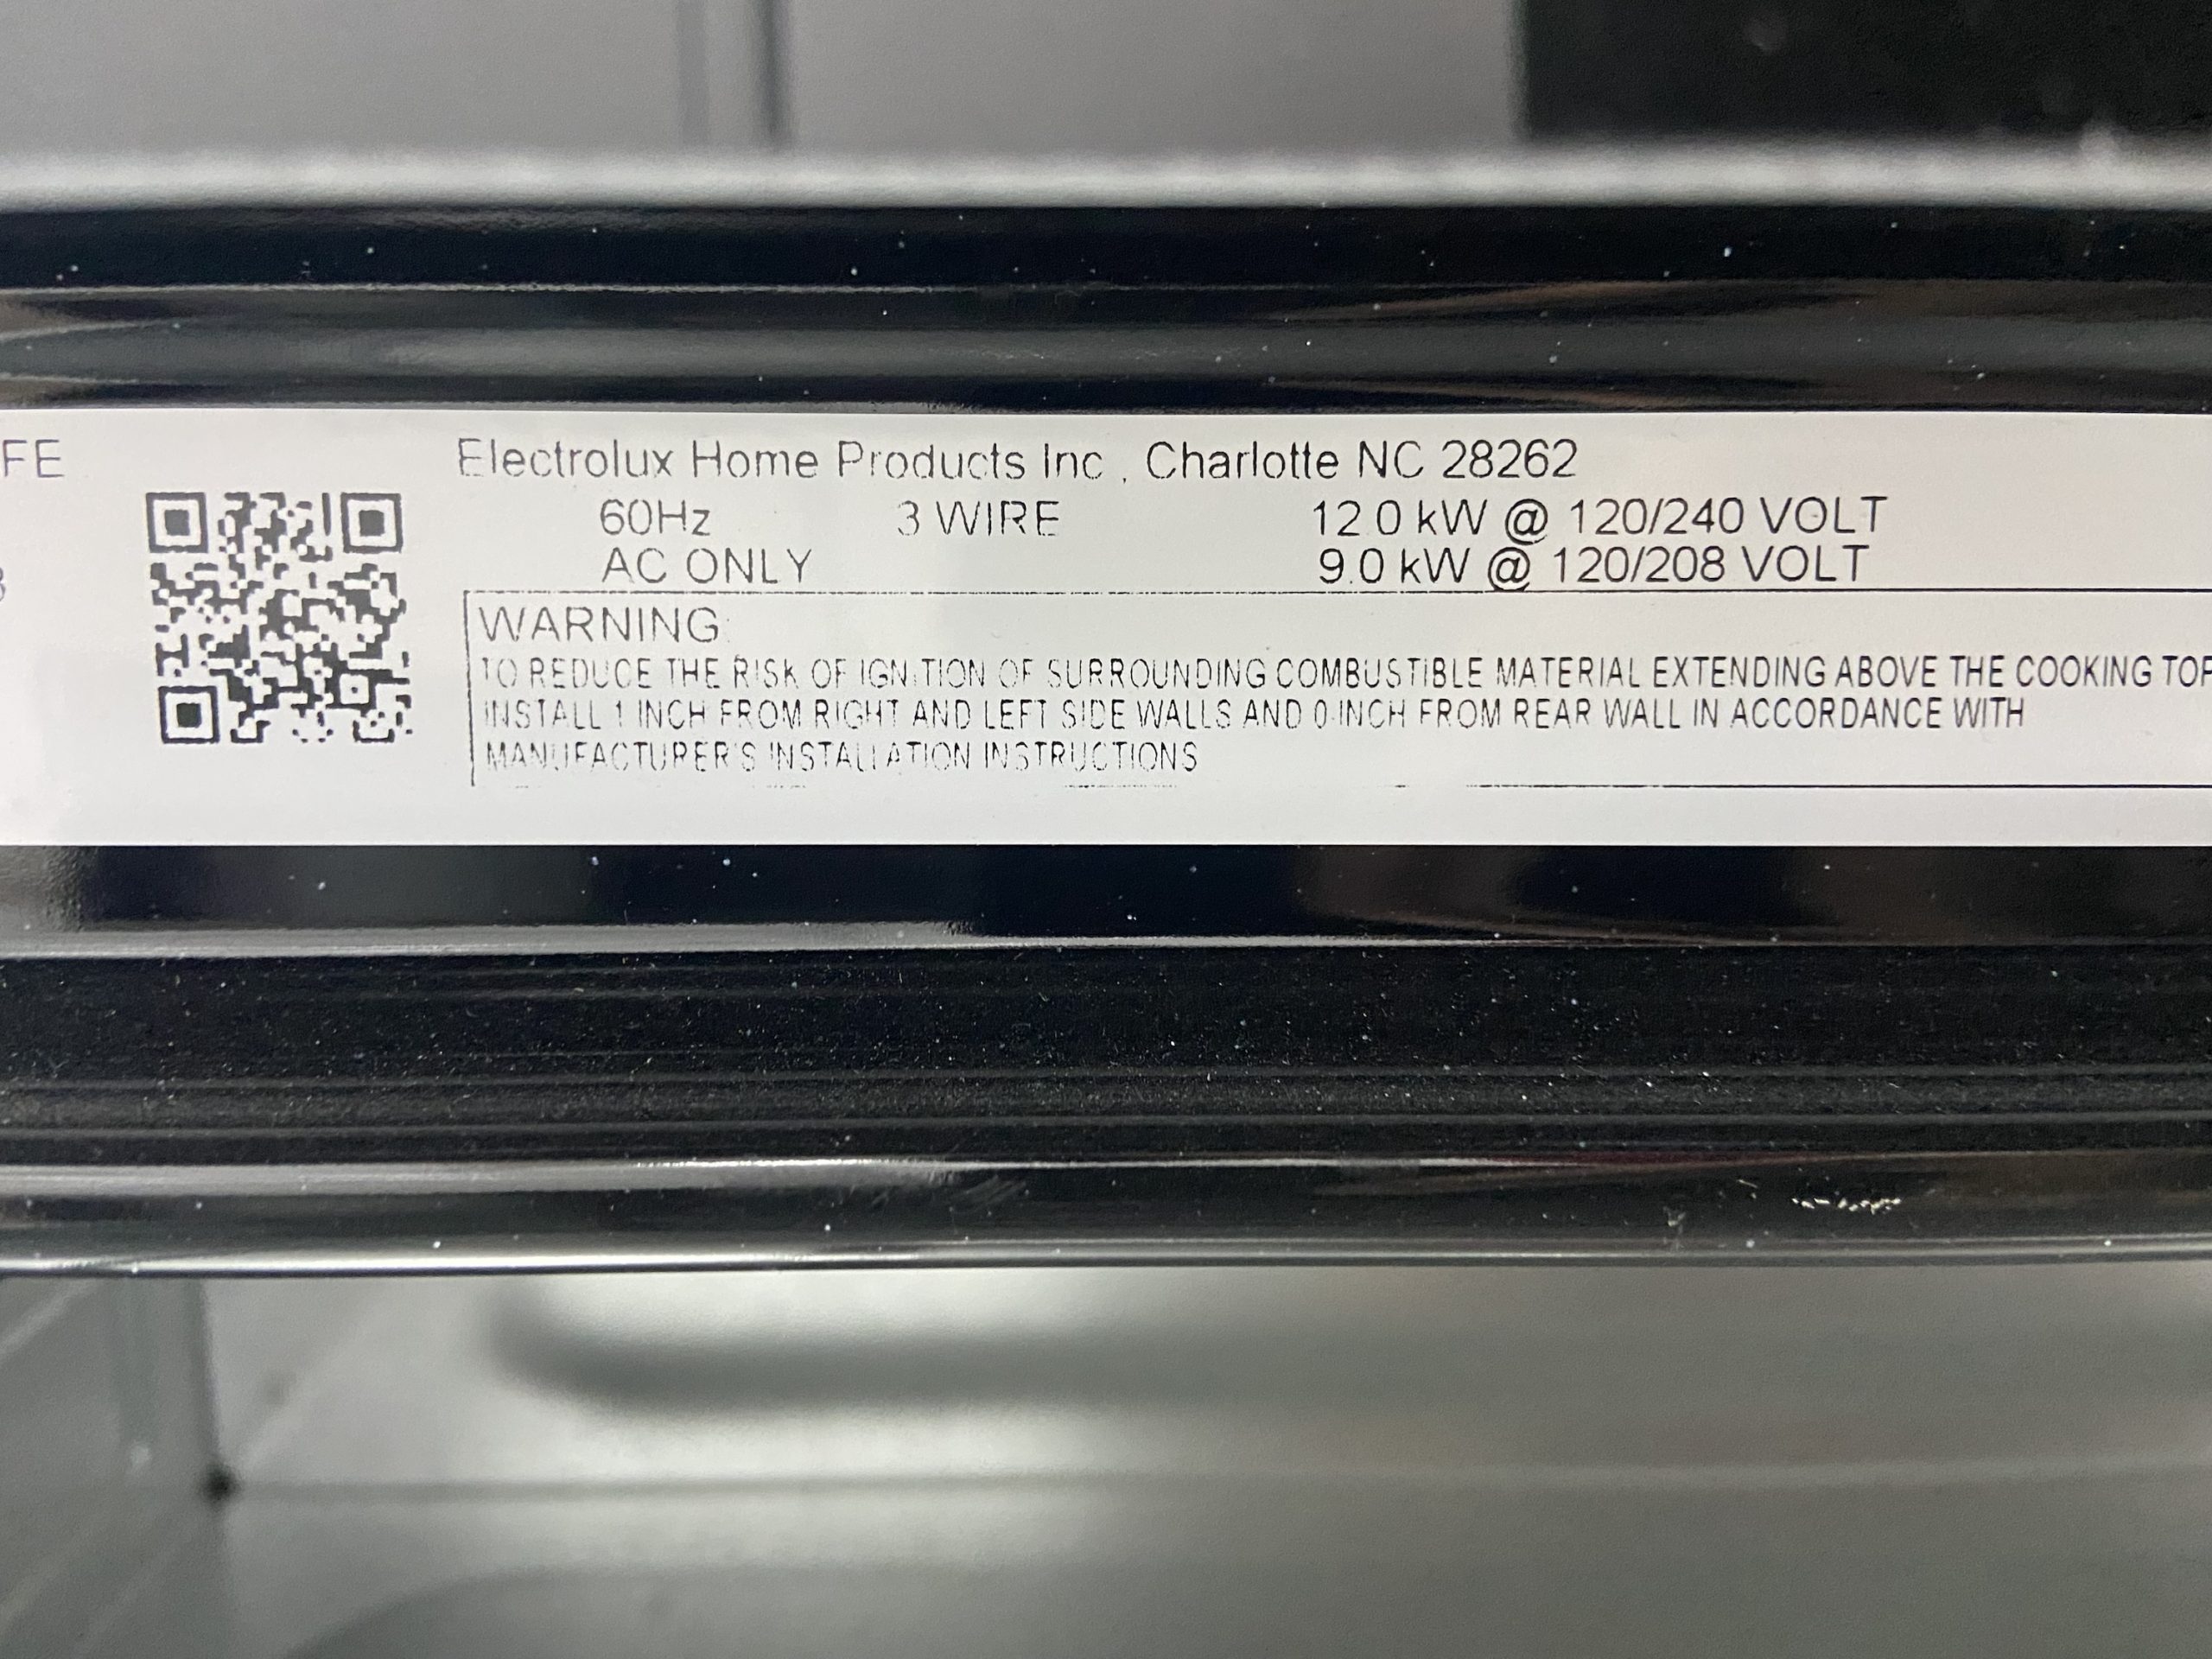 FE
Electrolux Home Products Inc , Charlotte NC 28262
60Hz 3 WIRE 12.0 kW @ 120/240 VOLT
AC ONLY 9.0 kW @ 120/208 VOLT
WARNING:
TO REDUCE THE RISK OF IGNITION OF SURROUNDING COMBUSTIBLE MATERIAL EXTENDING ABOVE THE COOKING TOP
INSTALL 1 INCH FROM RIGHT AND LEFT SIDE WALLS AND 0 INCH FROM REAR WALL IN ACCORDANCE WITH
MANUFACTURER'S INSTALLATION INSTRUCTIONS